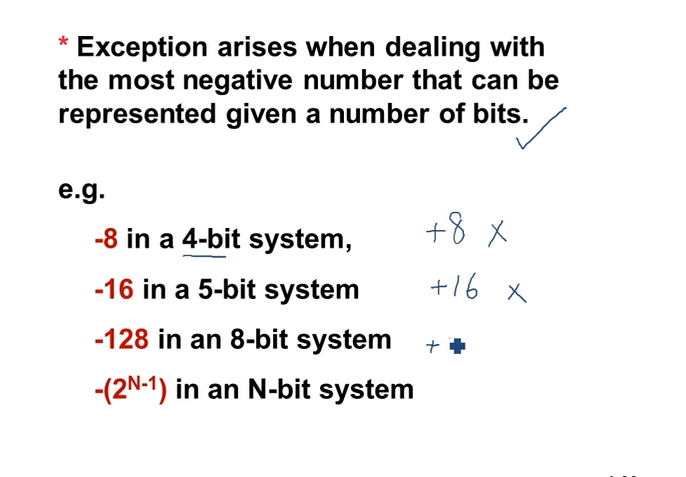 * Exception arises when dealing with
the most negative number that can be
represented given a number of bits.
e.g.
-8 in a 4-bit system, +8 ×
-16 in a 5-bit system +16 ×
-128 in an 8-bit system +
-(2^N-1) in an N-bit system